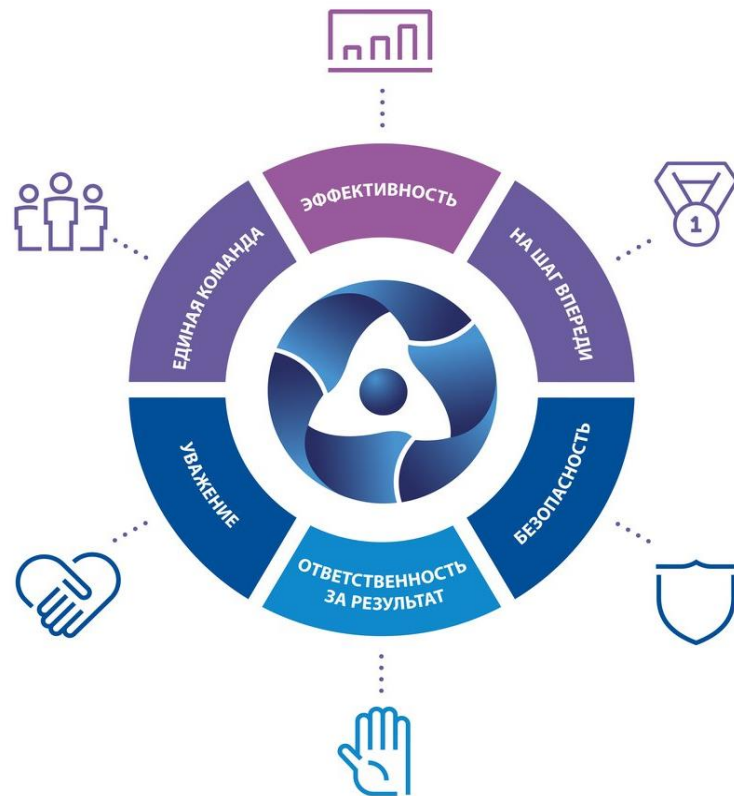 ЭФФЕКТИВНОСТЬ
НА ШАГ ВПЕРЕДИ
1
БЕЗОПАСНОСТЬ
ОТВЕТСТВЕННОСТЬ
ЗА РЕЗУЛЬТАТ
УВАЖЕНИЕ
ЕДИНАЯ КОМАНДА